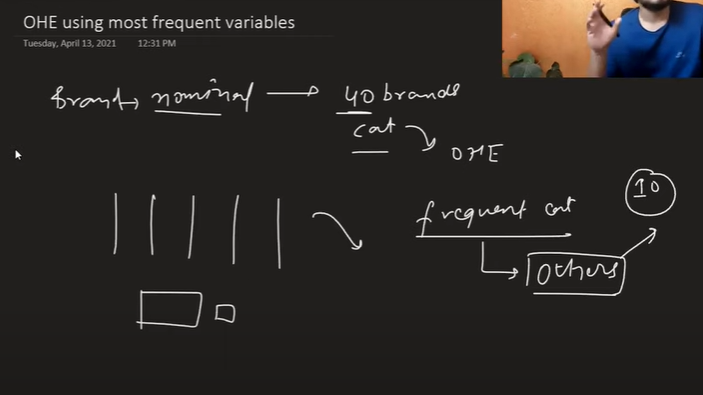 OHE using most frequent variables
Tuesday, April 13, 2021 12:31 PM
Brand → nominal → 40 brands
cat
OHE
10
frequent cat
Others